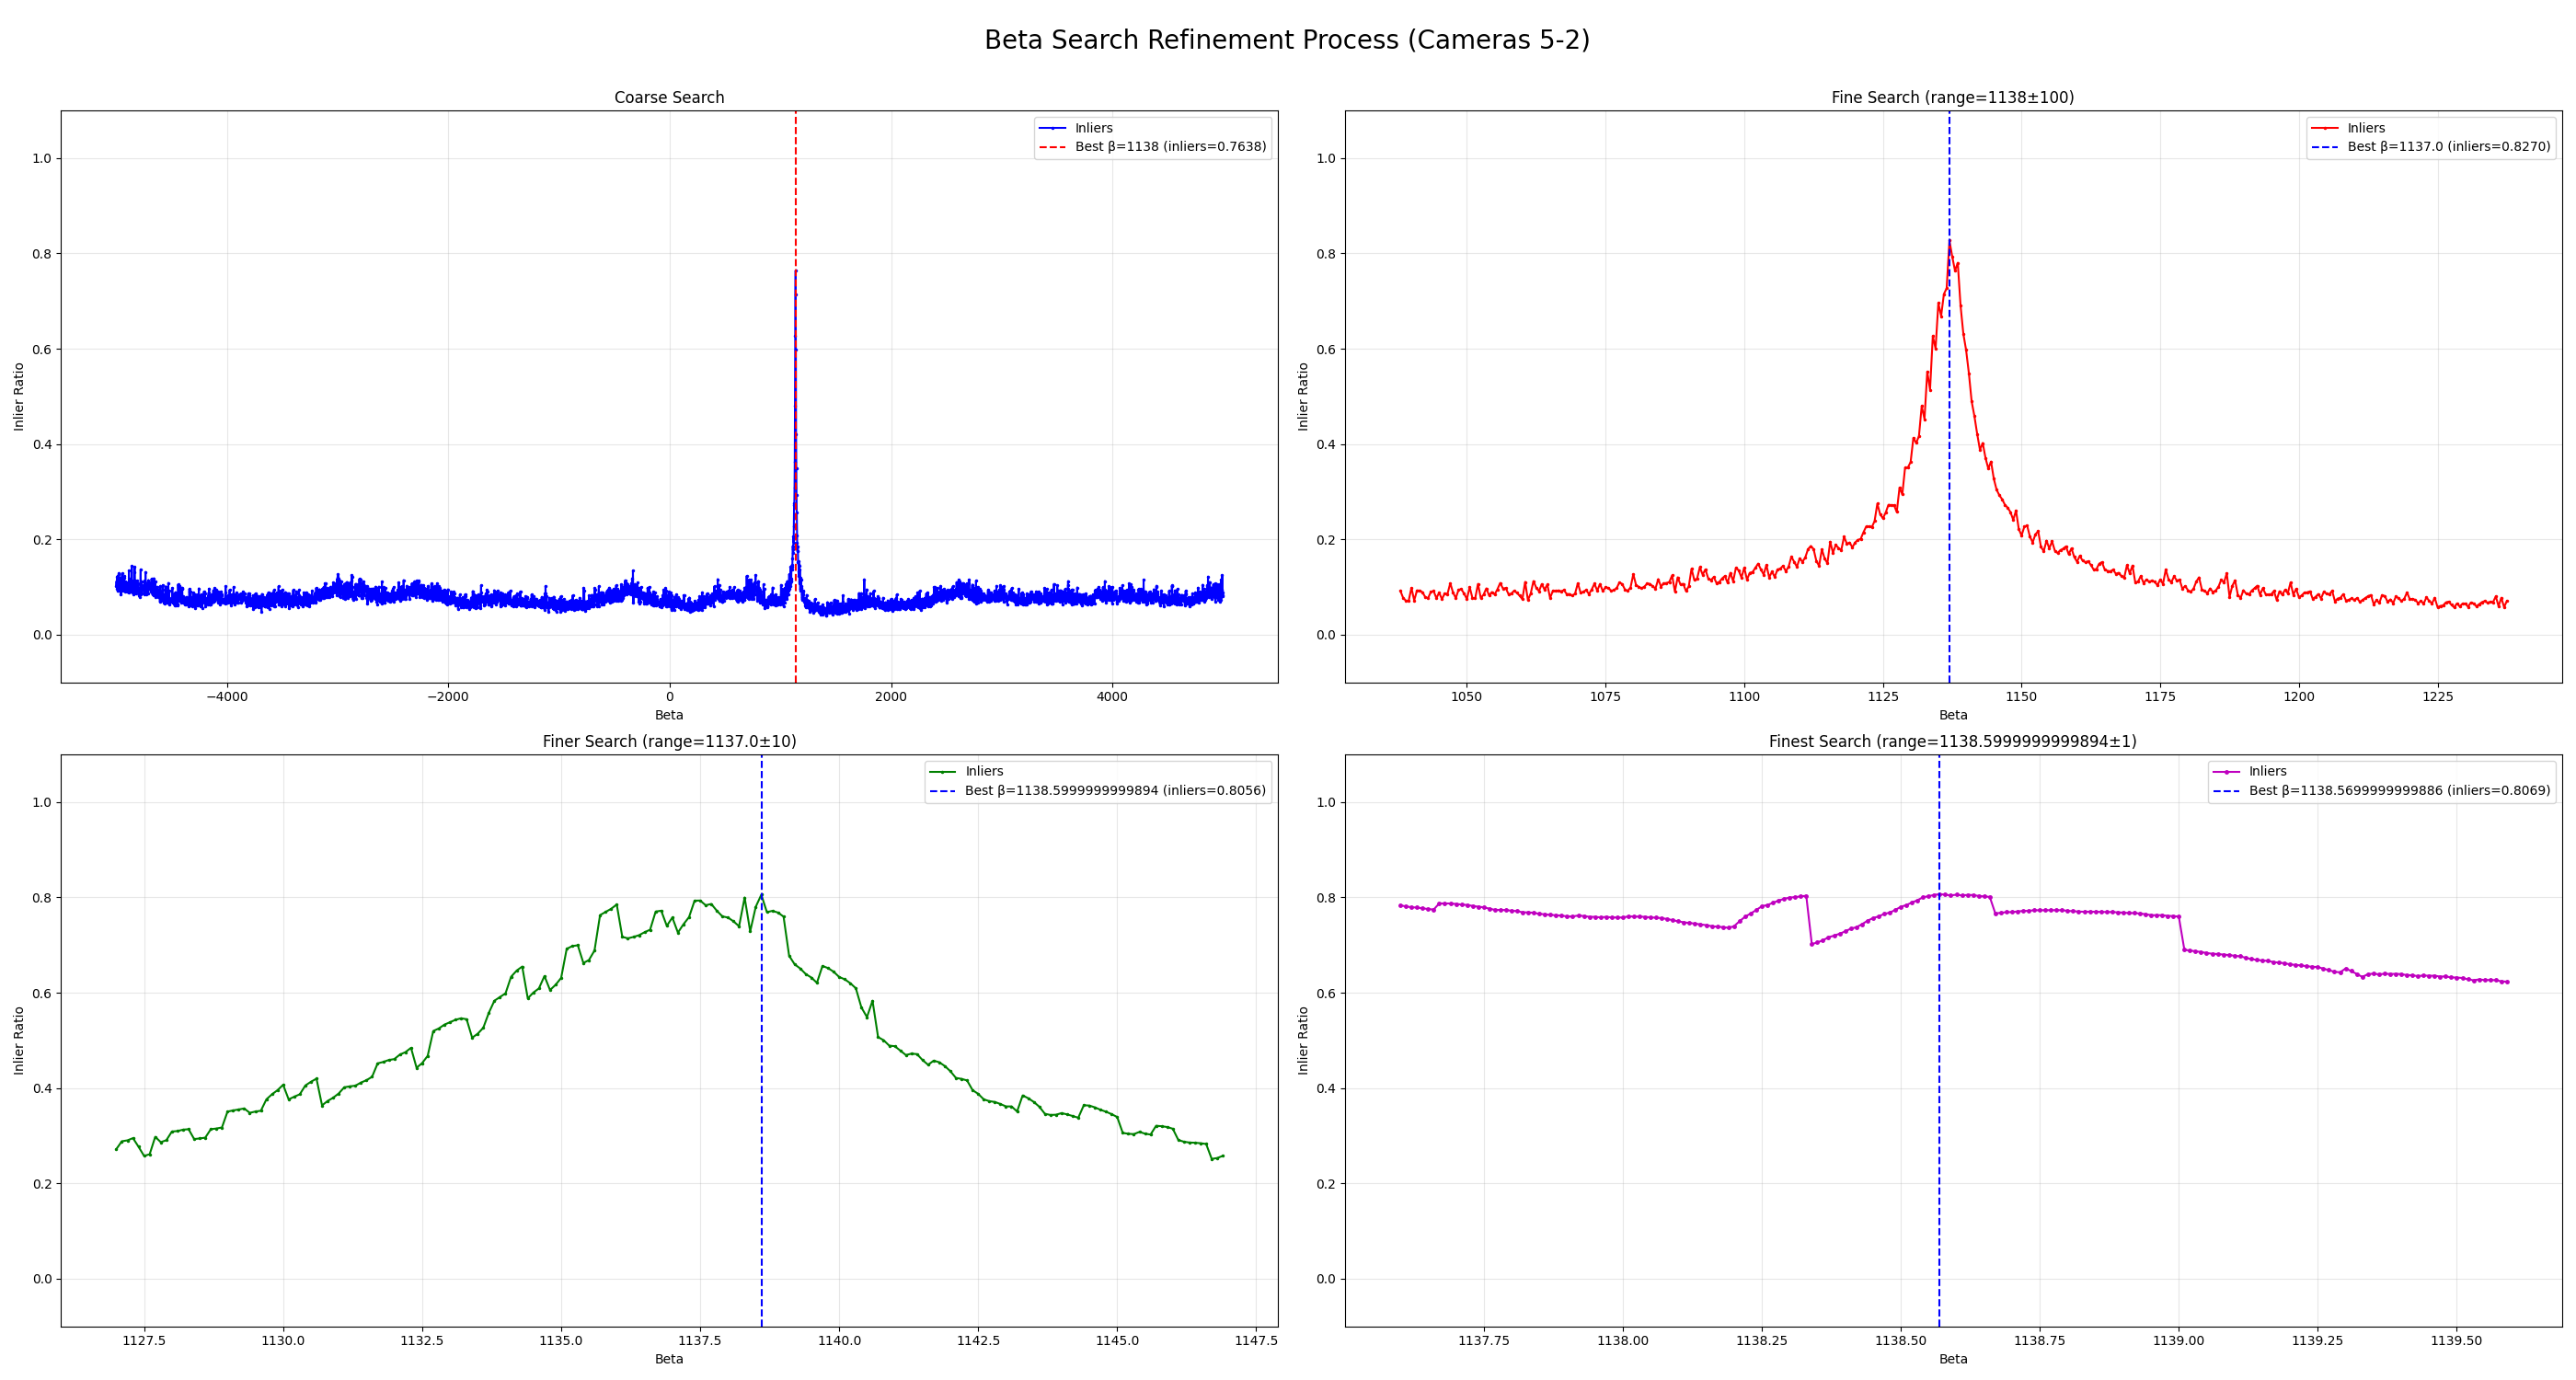 Beta Search Refinement Process (Cameras 5-2)
Coarse Search
Inliers
Best β=1138 (inliers=0.7638)
1.0
0.8
0.6
0.4
0.2
0.0
Inlier Ratio
−4000
−2000
0
2000
4000
Beta
Fine Search (range=1138±100)
Inliers
Best β=1137.0 (inliers=0.8270)
1.0
0.8
0.6
0.4
0.2
0.0
Inlier Ratio
1050
1075
1100
1125
1150
1175
1200
1225
Beta
Finer Search (range=1137.0±10)
Inliers
Best β=1138.5999999999894 (inliers=0.8056)
1.0
0.8
0.6
0.4
0.2
0.0
Inlier Ratio
1127.5
1130.0
1132.5
1135.0
1137.5
1140.0
1142.5
1145.0
1147.5
Beta
Finest Search (range=1138.5999999999894±1)
Inliers
Best β=1138.5699999999886 (inliers=0.8069)
1.0
0.8
0.6
0.4
0.2
0.0
Inlier Ratio
1137.75
1138.00
1138.25
1138.50
1138.75
1139.00
1139.25
1139.50
Beta